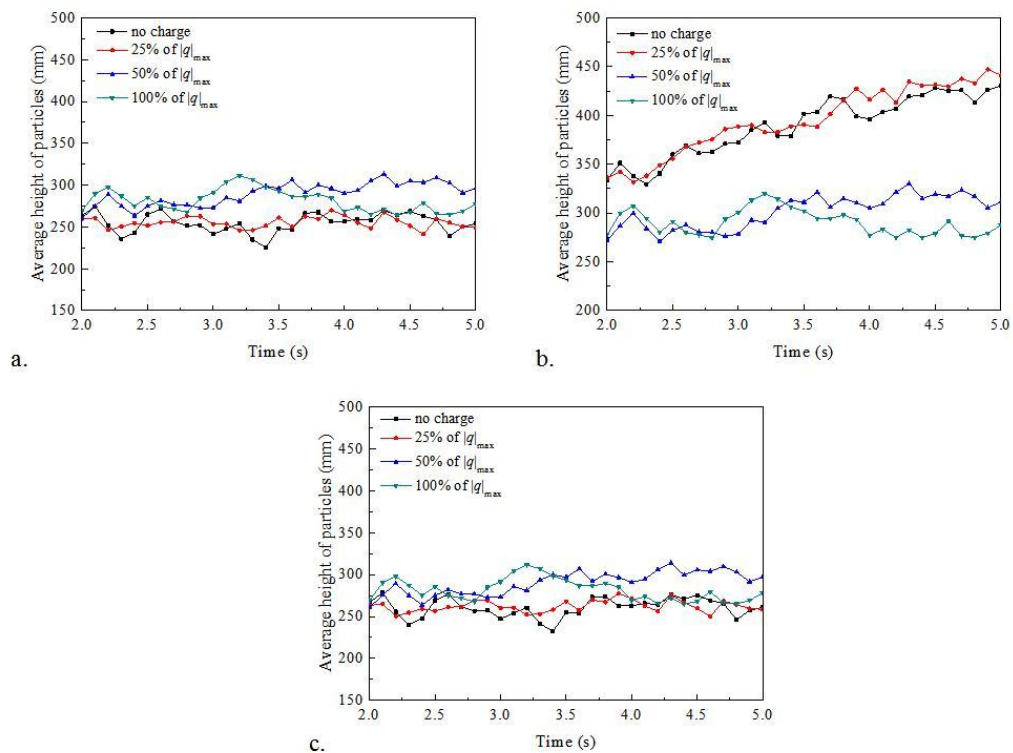 500
450
400
350
300
250
200
150
no charge
25% of |q|max
50% of |q|max
100% of |q|max
Average height of particles (mm)
2.0 2.5 3.0 3.5 4.0 4.5 5.0
Time (s)
a.
500
450
400
350
300
250
200
no charge
25% of |q|max
50% of |q|max
100% of |q|max
Average height of particles (mm)
2.0 2.5 3.0 3.5 4.0 4.5 5.0
Time (s)
b.
500
450
400
350
300
250
200
150
no charge
25% of |q|max
50% of |q|max
100% of |q|max
Average height of particles (mm)
2.0 2.5 3.0 3.5 4.0 4.5 5.0
Time (s)
c.